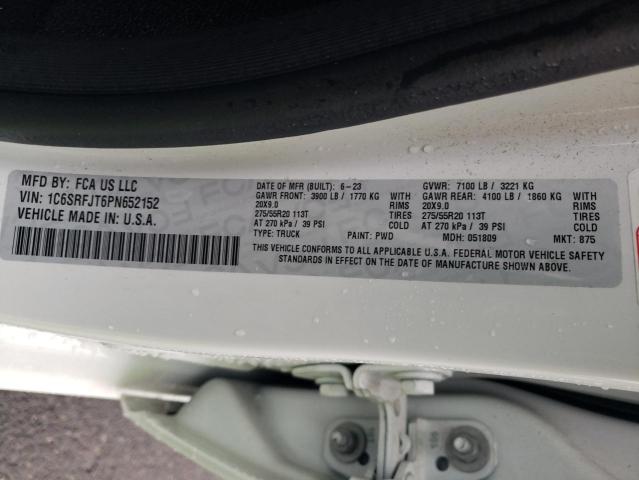 MFD BY: FCA US LLC
VIN: 1C6SRFJT6PN652152
VEHICLE MADE IN U.S.A.
DATE OF MFR (BUILT): 6-23 GVWR: 7100 LB / 3221 KG
GAWR FRONT: 3900 LB / 1770 KG GAWR REAR: 4100 LB / 1860 KG
20X9.0 RIMS 20X9.0 RIMS
275/55R20 113T TIRES 275/55R20 113T TIRES
AT 270 kPa / 39 PSI COLD AT 270 kPa / 39 PSI COLD
TYPE: TRUCK PAINT: PWD MDH: 051809 MKT: 875
THIS VEHICLE CONFORMS TO ALL APPLICABLE U.S.A. FEDERAL MOTOR VEHICLE SAFETY
STANDARDS IN EFFECT ON THE DATE OF MANUFACTURE SHOWN ABOVE.